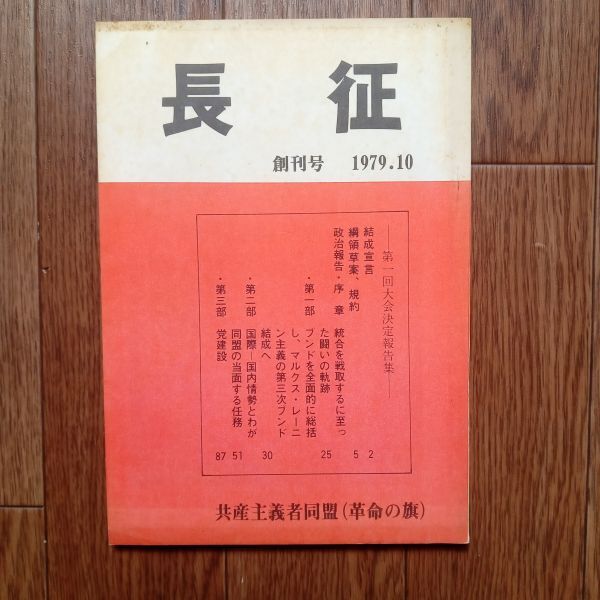 長征
創刊号 1979.10
――第一回大会決定報告集――
結成宣言 2
綱領草案、規約 5
政治報告・序章 統合を戦取するに至っ
た闘いの軌跡 25
・第一部 ブンドを全面的に総括
し、マルクス・レーニ
ン主義の第三次ブンド
結成へ 30
・第二部 国際―国内情勢とわが
同盟の当面する任務 51
・第三部 党建設 87
共産主義者同盟(革命の旗)